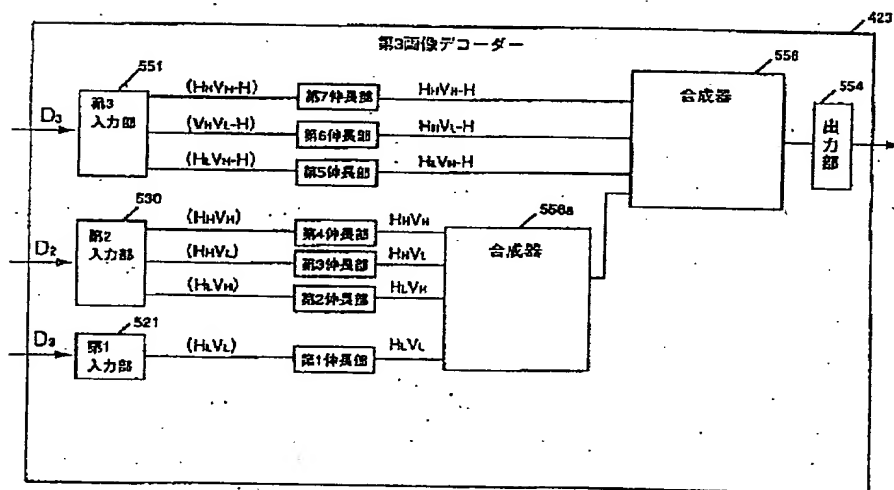 423
第3画像デコーダー
551
556
554
第3
入力部
D₃
(HHVH-H)
第7伸長部
HHVH-H
(VHVL-H)
第6伸長部
HHVL-H
(HLVH-H)
第5伸長部
HLVH-H
合成器
出力部
530
第2
入力部
D₂
(HHVH)
第4伸長部
HHVH
(HHVL)
第3伸長部
HHVL
(HLVH)
第2伸長部
HLVH
556a
合成器
521
第1
入力部
D₃
(HLVL)
第1伸長部
HLVL